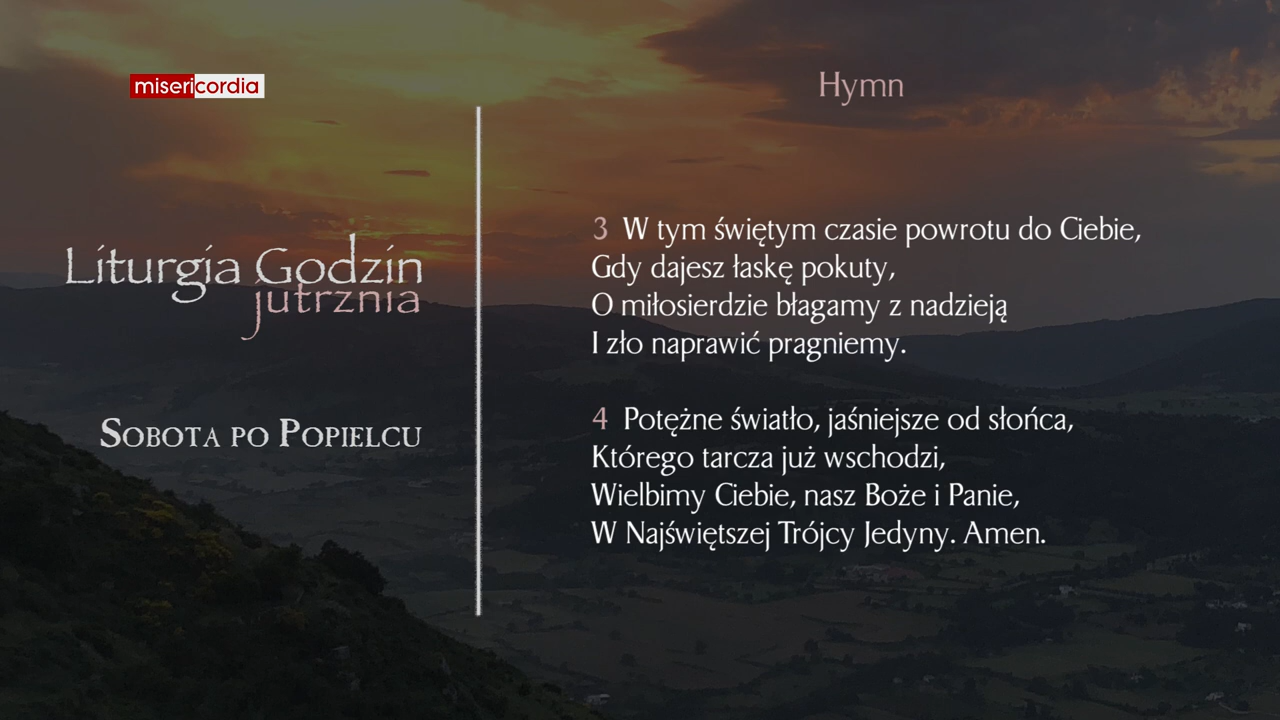 misericordia
Liturgia Godzin
jutrznia
Sobota po Popielcu
Hymn
3 W tym świętym czasie powrotu do Ciebie,
Gdy dajesz łaskę pokuty,
O miłosierdzie błagamy z nadzieją
I zło naprawić pragniemy.
4 Potężne światło, jaśniejsze od słońca,
Którego tarcza już wschodzi,
Wielbimy Ciebie, nasz Boże i Panie,
W Najświętszej Trójcy Jedyny. Amen.